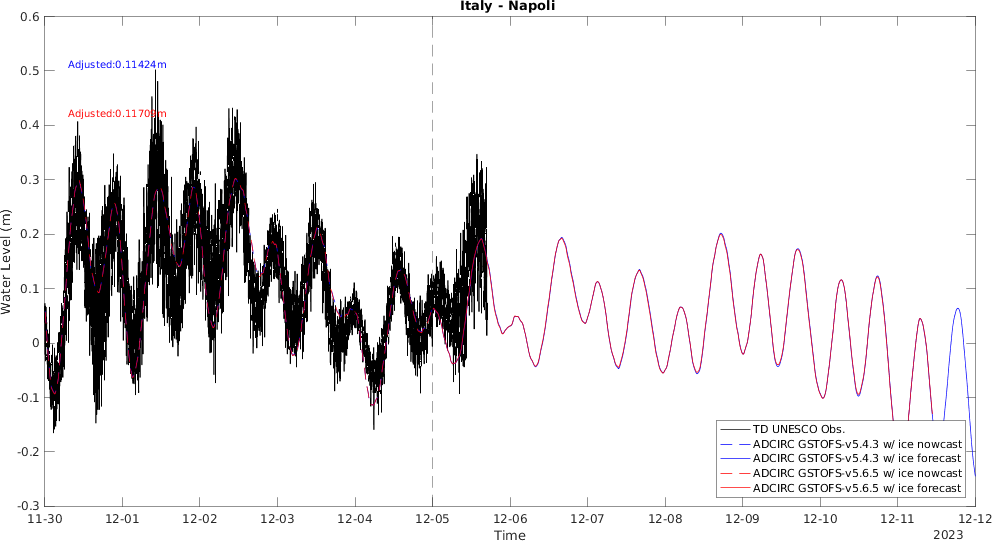 Italy - Napoli
0.6
0.5
0.4
0.3
0.2
0.1
0
-0.1
-0.2
-0.3
Water Level (m)
Adjusted:0.11424m
TD UNESCO Obs.
ADCIRC GSTOFS-v5.4.3 w/ ice nowcast
ADCIRC GSTOFS-v5.4.3 w/ ice forecast
ADCIRC GSTOFS-v5.6.5 w/ ice nowcast
ADCIRC GSTOFS-v5.6.5 w/ ice forecast
11-30 12-01 12-02 12-03 12-04 12-05 12-06 12-07 12-08 12-09 12-10 12-11 12-12
Time
2023